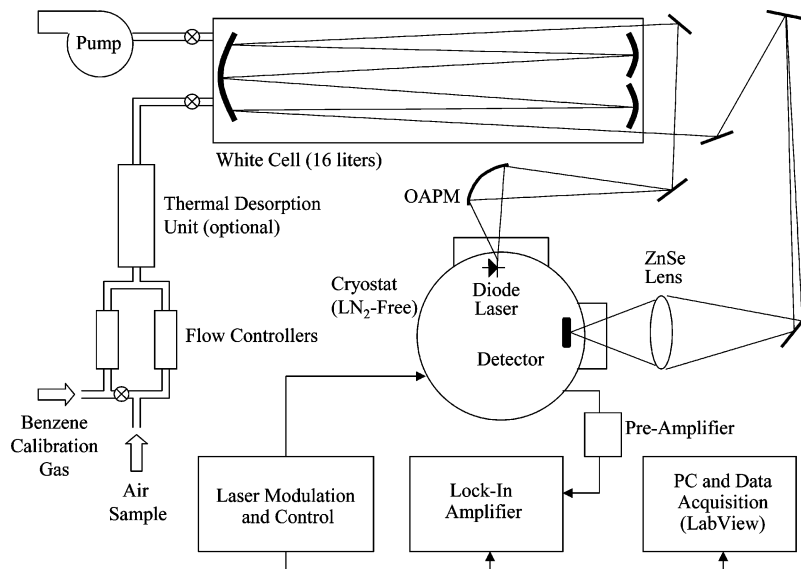 Pump
White Cell (16 liters)
Thermal Desorption
Unit (optional)
OAPM
Cryostat
(LN2-Free)
Diode
Laser
ZnSe
Lens
Flow Controllers
Detector
Benzene
Calibration
Gas
Air
Sample
Pre-Amplifier
Laser Modulation
and Control
Lock-In
Amplifier
PC and Data
Acquisition
(LabView)